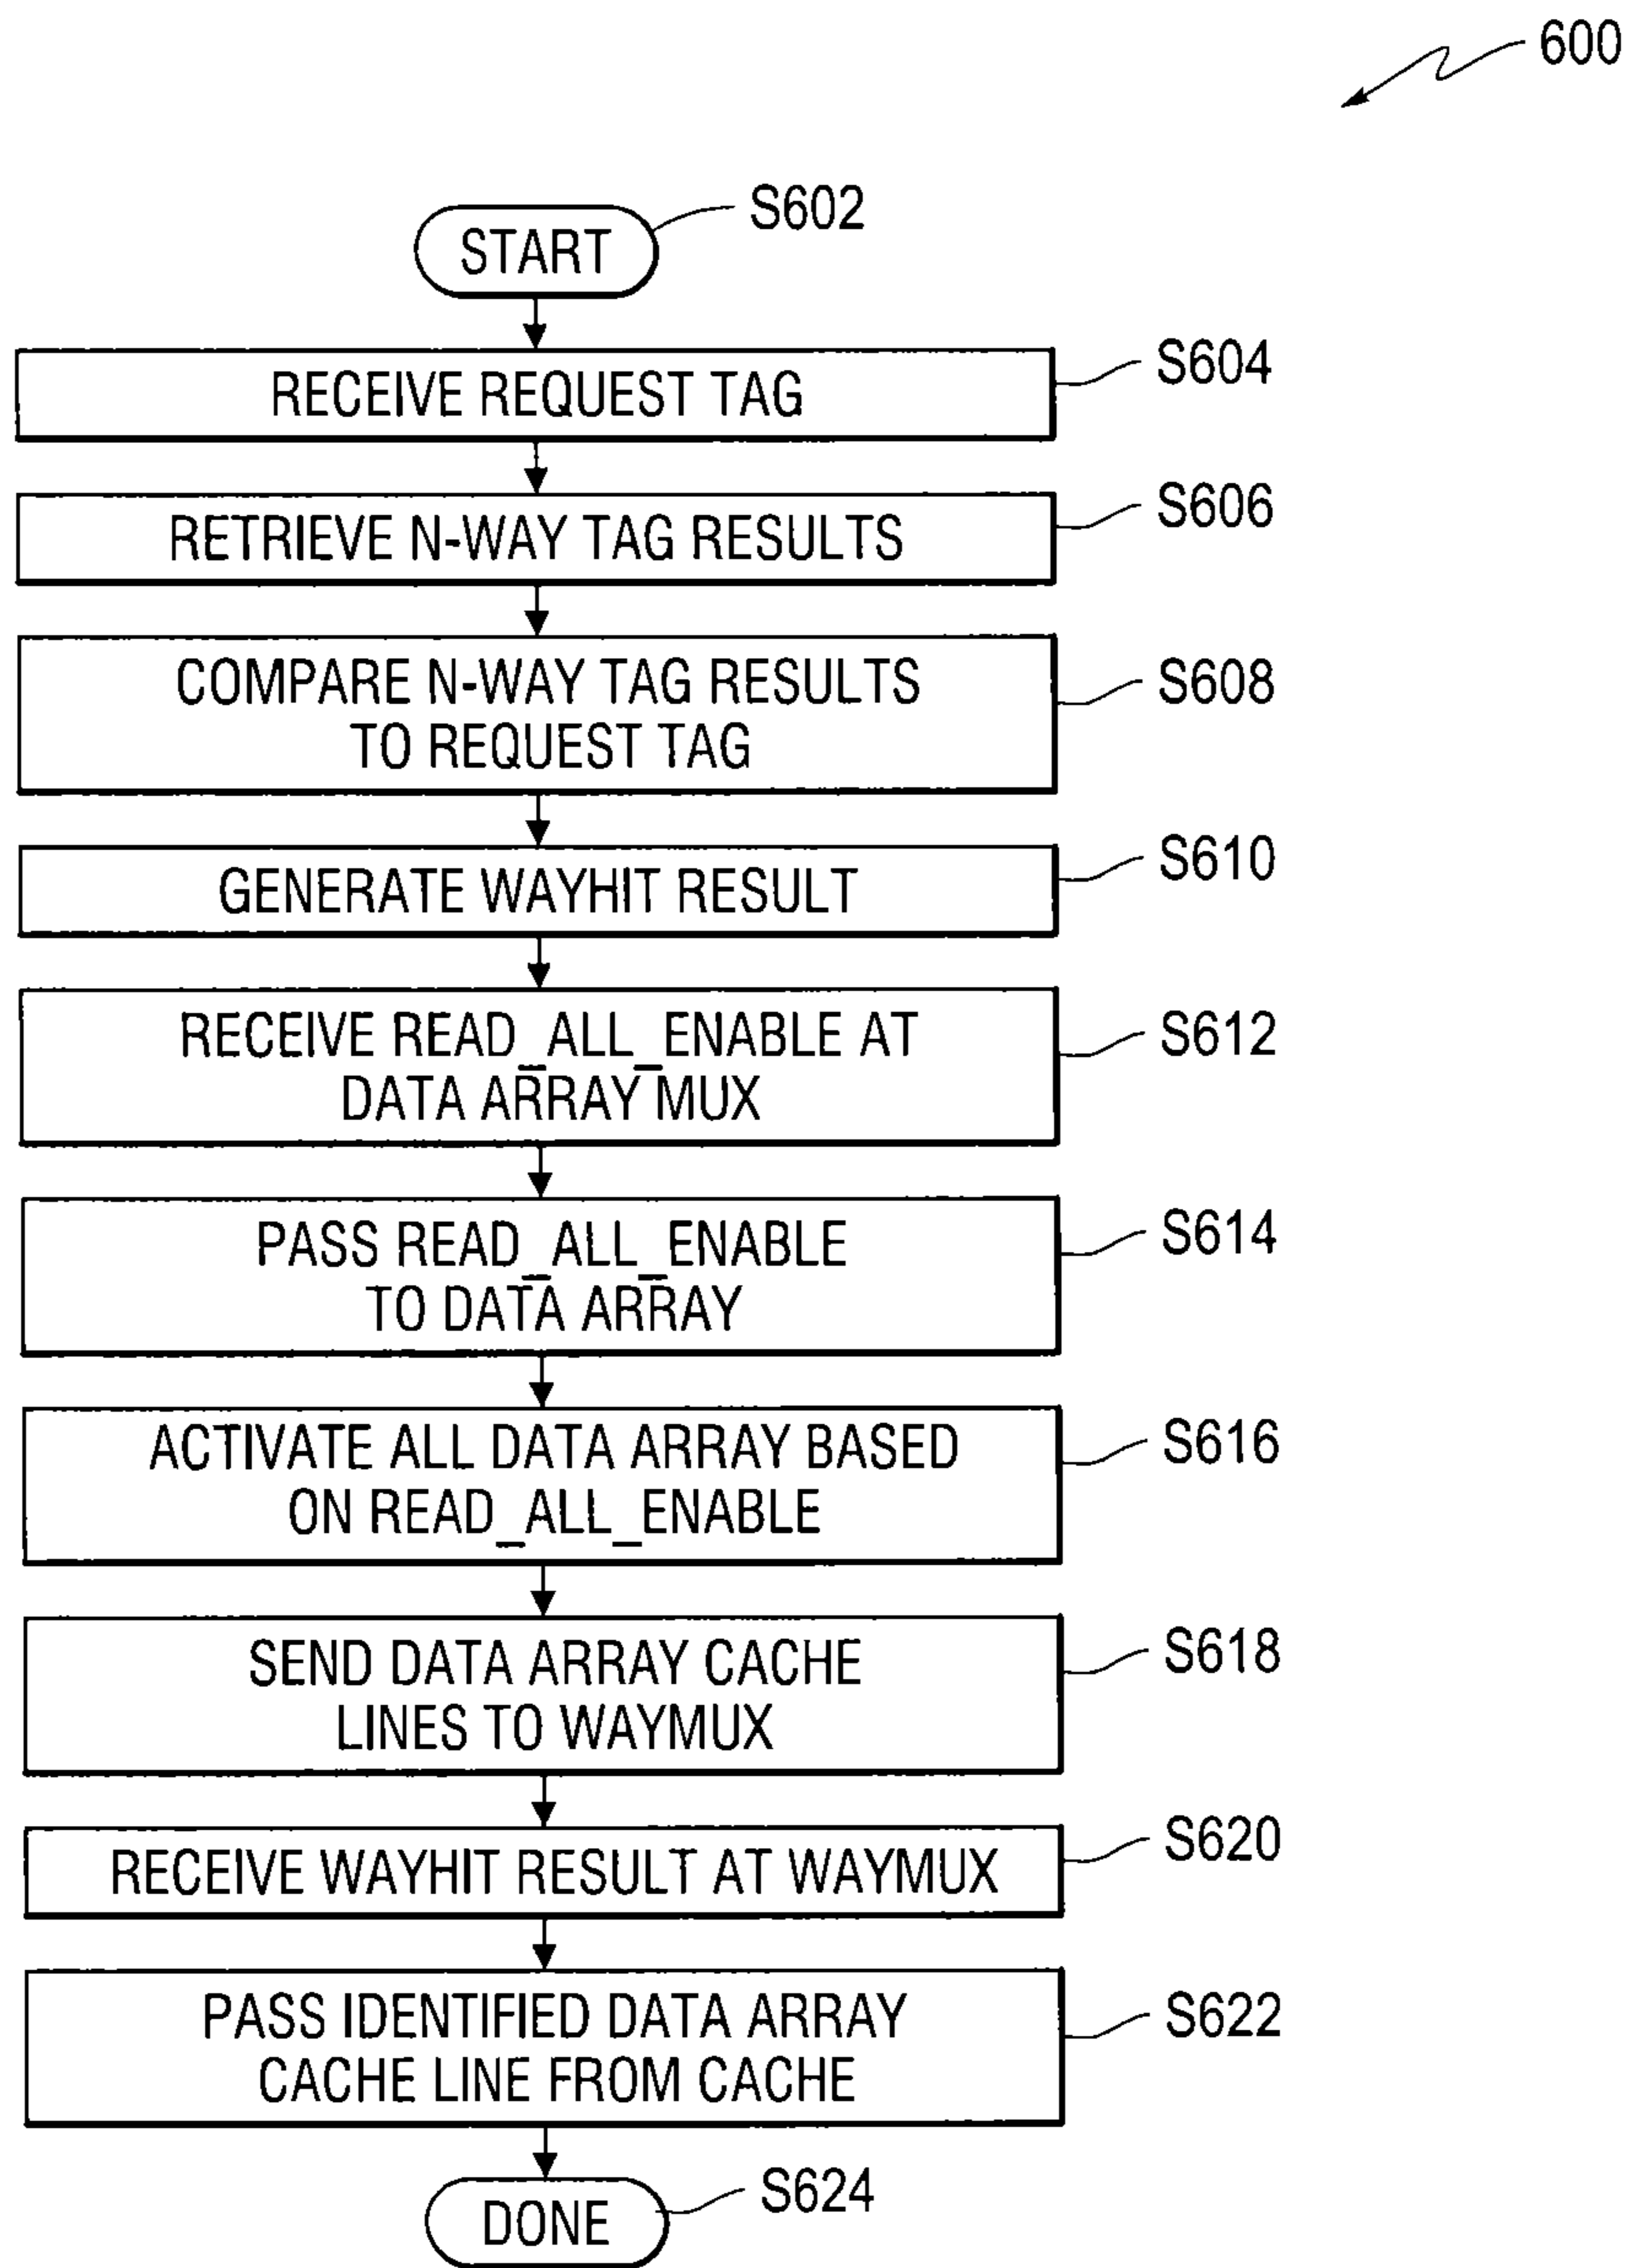 600
START
S602
RECEIVE REQUEST TAG
S604
RETRIEVE N-WAY TAG RESULTS
S606
COMPARE N-WAY TAG RESULTS
TO REQUEST TAG
S608
GENERATE WAYHIT RESULT
S610
RECEIVE READ_ALL_ENABLE AT
DATA ARRAY MUX
S612
PASS READ_ALL_ENABLE
TO DATA ARRAY
S614
ACTIVATE ALL DATA ARRAY BASED
ON READ_ALL_ENABLE
S616
SEND DATA ARRAY CACHE
LINES TO WAYMUX
S618
RECEIVE WAYHIT RESULT AT WAYMUX
S620
PASS IDENTIFIED DATA ARRAY
CACHE LINE FROM CACHE
S622
DONE
S624